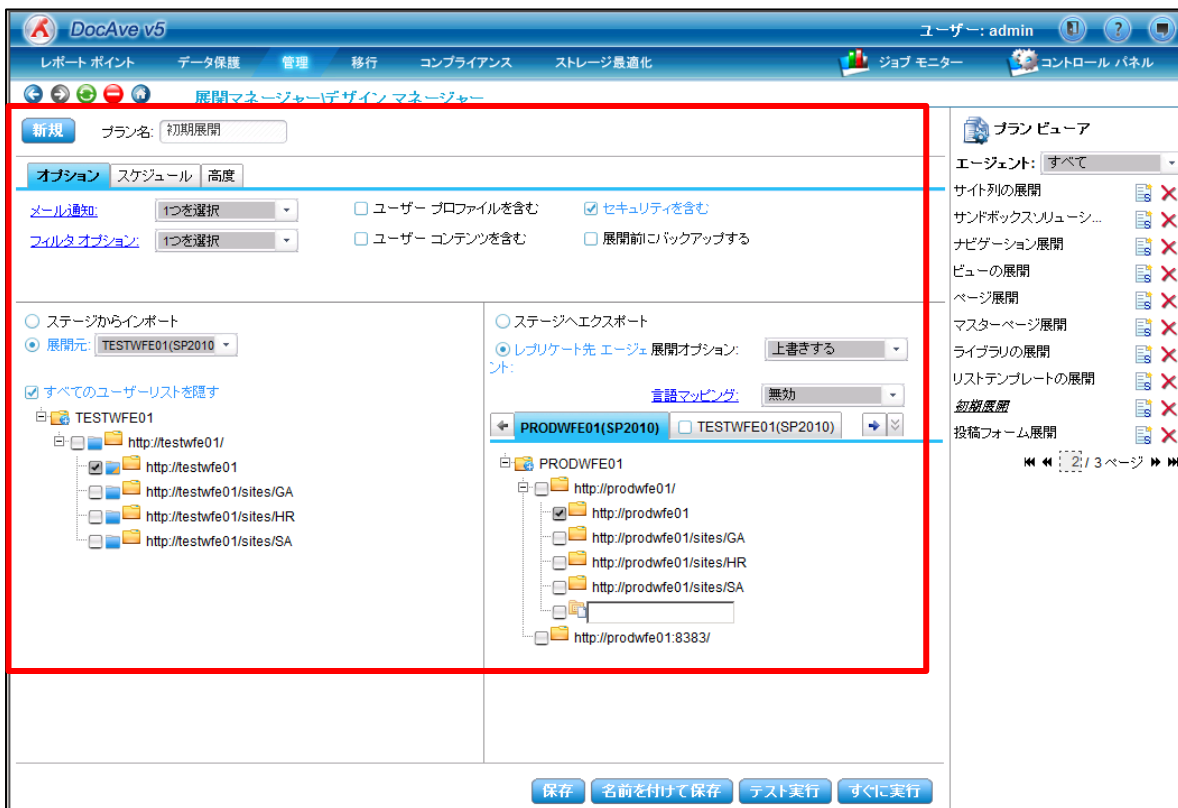 DocAve v5
ユーザー: admin
レポート ポイント データ保護 管理 移行 コンプライアンス ストレージ最適化 ジョブ モニター コントロール パネル
展開マネージャー\デザイン マネージャー
新規 プラン名: 初期展開
オプション スケジュール 高度
メール通知: 1つを選択 ユーザー プロファイルを含む セキュリティを含む
フィルタ オプション: 1つを選択 ユーザー コンテンツを含む 展開前にバックアップする
ステージからインポート
展開元: TESTWFE01(SP2010
すべてのユーザーリストを隠す
TESTWFE01
http://testwfe01/
http://testwfe01
http://testwfe01/sites/GA
http://testwfe01/sites/HR
http://testwfe01/sites/SA
ステージへエクスポート
レプリケート先 エージェ 展開オプション: 上書きする
ント:
言語マッピング: 無効
PRODWFE01(SP2010) TESTWFE01(SP2010)
PRODWFE01
http://prodwfe01/
http://prodwfe01
http://prodwfe01/sites/GA
http://prodwfe01/sites/HR
http://prodwfe01/sites/SA
http://prodwfe01:8383/
保存 名前を付けて保存 テスト実行 すぐに実行
プラン ビューア
エージェント: すべて
サイト列の展開
サンドボックスソリューシ...
ナビゲーション展開
ビューの展開
ページ展開
マスターページ展開
ライブラリの展開
リストテンプレートの展開
初期展開
投稿フォーム展開
2 / 3 ページ